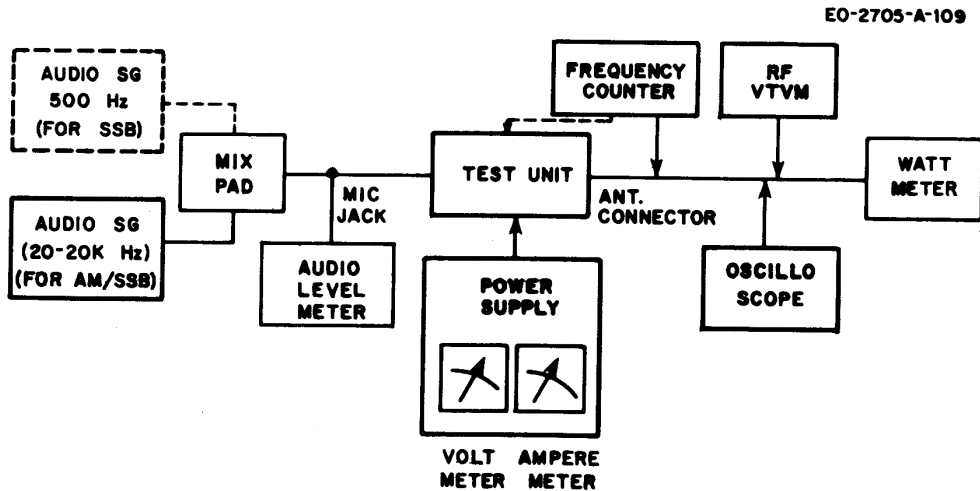 EO-2705-A-109
AUDIO SG
500 Hz
(FOR SSB)
FREQUENCY
COUNTER
RF
VTVM
MIX
PAD
TEST UNIT
WATT
METER
MIC
JACK
ANT.
CONNECTOR
AUDIO SG
(20-20K Hz)
(FOR AM/SSB)
AUDIO
LEVEL
METER
POWER
SUPPLY
OSCILLO
SCOPE
VOLT
METER
AMPERE
METER